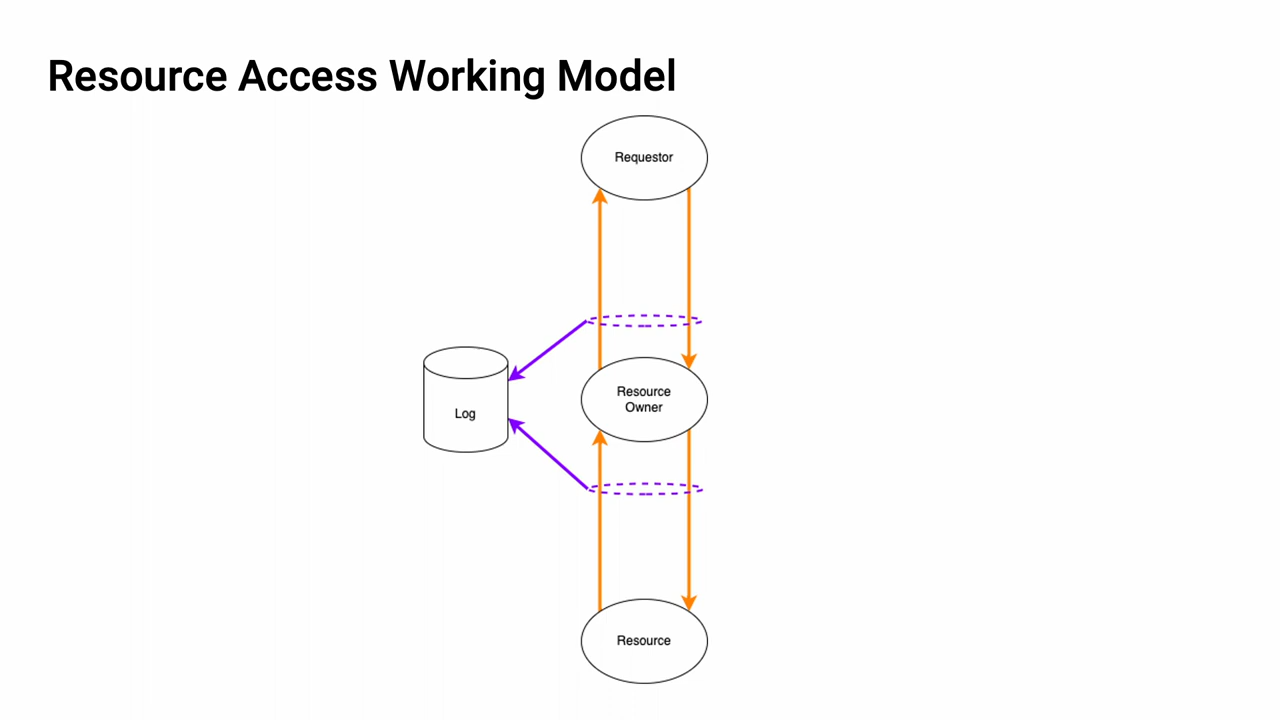 Resource Access Working Model
Requestor
Resource
Owner
Log
Resource